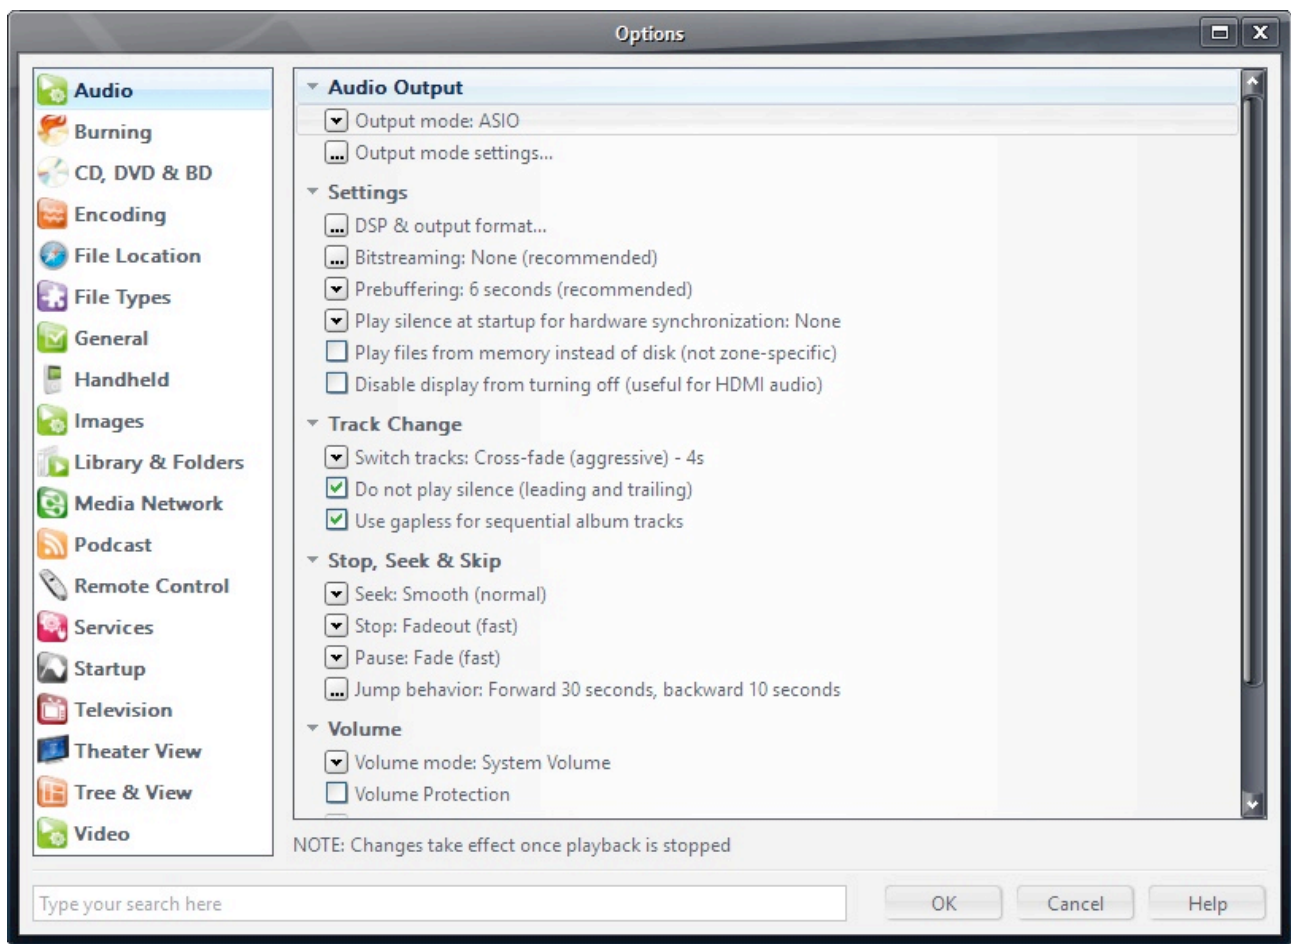 Options
Audio
Burning
CD, DVD & BD
Encoding
File Location
File Types
General
Handheld
Images
Library & Folders
Media Network
Podcast
Remote Control
Services
Startup
Television
Theater View
Tree & View
Video
Audio Output
Output mode: ASIO
Output mode settings...
Settings
DSP & output format...
Bitstreaming: None (recommended)
Prebuffering: 6 seconds (recommended)
Play silence at startup for hardware synchronization: None
Play files from memory instead of disk (not zone-specific)
Disable display from turning off (useful for HDMI audio)
Track Change
Switch tracks: Cross-fade (aggressive) - 4s
Do not play silence (leading and trailing)
Use gapless for sequential album tracks
Stop, Seek & Skip
Seek: Smooth (normal)
Stop: Fadeout (fast)
Pause: Fade (fast)
Jump behavior: Forward 30 seconds, backward 10 seconds
Volume
Volume mode: System Volume
Volume Protection
NOTE: Changes take effect once playback is stopped
Type your search here
OK
Cancel
Help